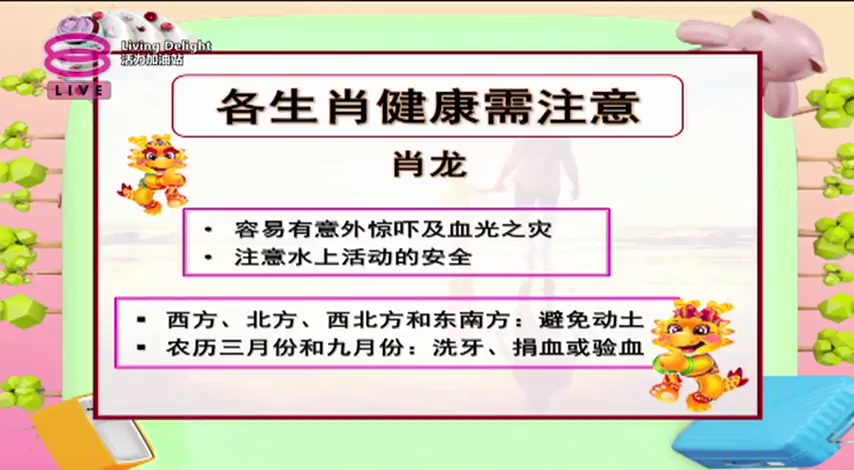 Living Delight
活力加油站
LIVE
各生肖健康需注意
肖龙
• 容易有意外惊吓及血光之灾
• 注意水上活动的安全
▪ 西方、北方、西北方和东南方：避免动土
▪ 农历三月份和九月份：洗牙、捐血或验血